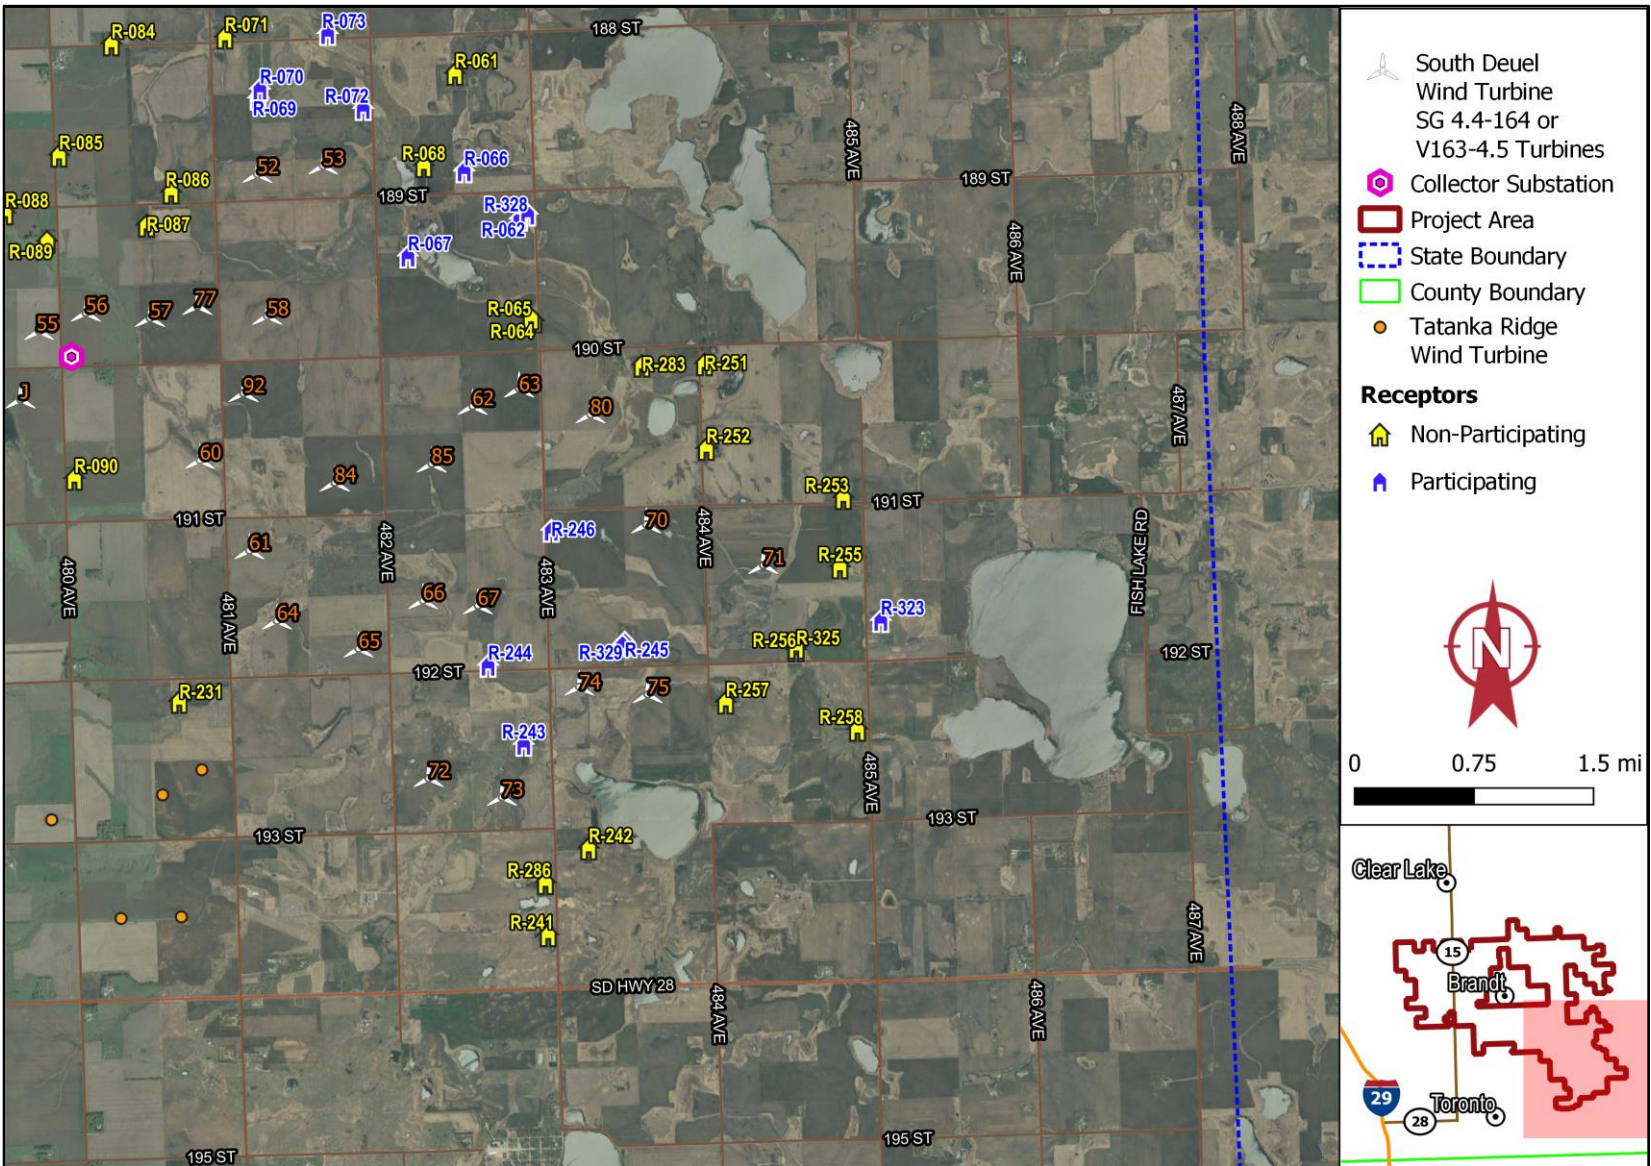 R-084
R-071
R-073
188 ST
R-061
R-070
R-069
R-072
485 AVE
488 AVE
R-085
52
53
R-068
R-066
R-086
189 ST
189 ST
R-088
R-087
R-328
R-062
R-089
R-067
486 AVE
55
56
57
77
58
R-065
R-064
190 ST
R-283
R-251
J
92
62
63
80
487 AVE
R-252
60
85
R-090
84
R-253
191 ST
191 ST
61
482 AVE
R-246
70
484 AVE
71
R-255
FISH LAKE RD
480 AVE
481 AVE
483 AVE
64
66
67
R-323
65
R-256
R-325
192 ST
R-244
R-329
R-245
192 ST
R-231
74
75
R-257
R-258
R-243
72
73
485 AVE
193 ST
193 ST
R-242
R-286
R-241
487 AVE
SD HWY 28
484 AVE
486 AVE
195 ST
195 ST
South Deuel
Wind Turbine
SG 4.4-164 or
V163-4.5 Turbines
Collector Substation
Project Area
State Boundary
County Boundary
Tatanka Ridge
Wind Turbine
Receptors
Non-Participating
Participating
N
0 0.75 1.5 mi
Clear Lake
15
Brandt
29
28
Toronto